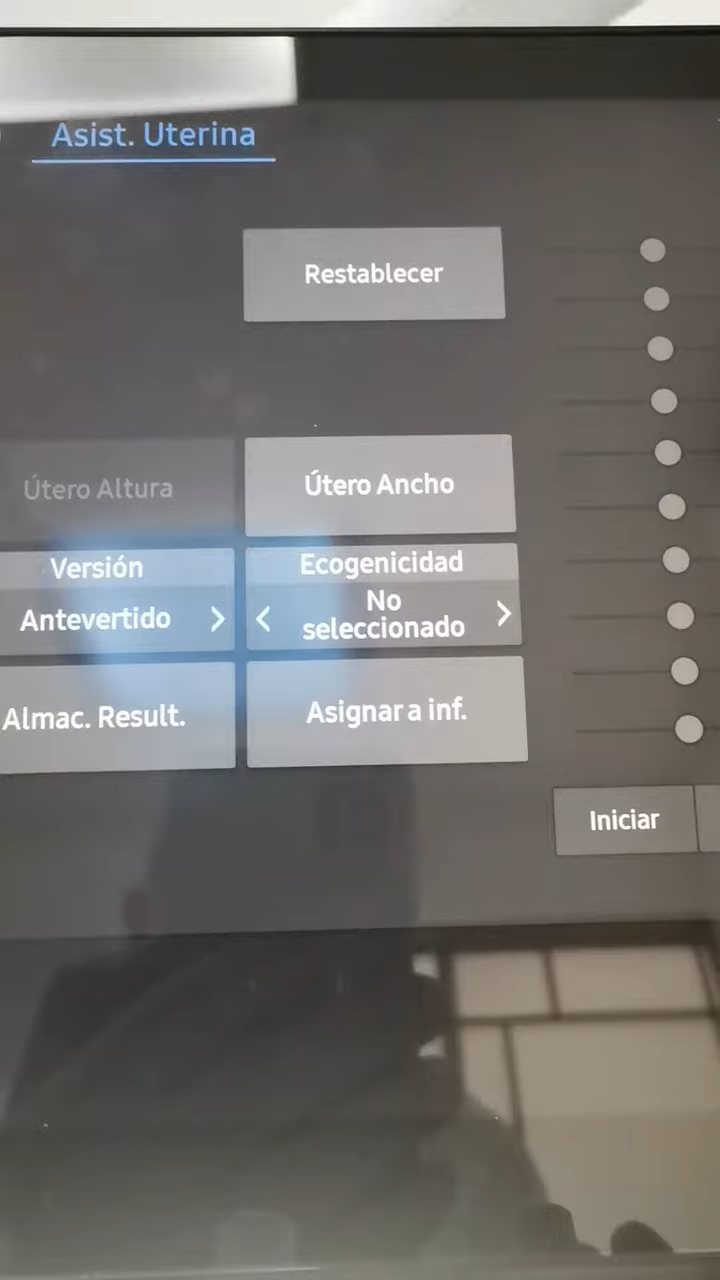 Asist. Uterina
Restablecer
Útero Altura
Útero Ancho
Versión
Ecogenicidad
Antevertido
No
seleccionado
Almac. Result.
Asignar a inf.
Iniciar